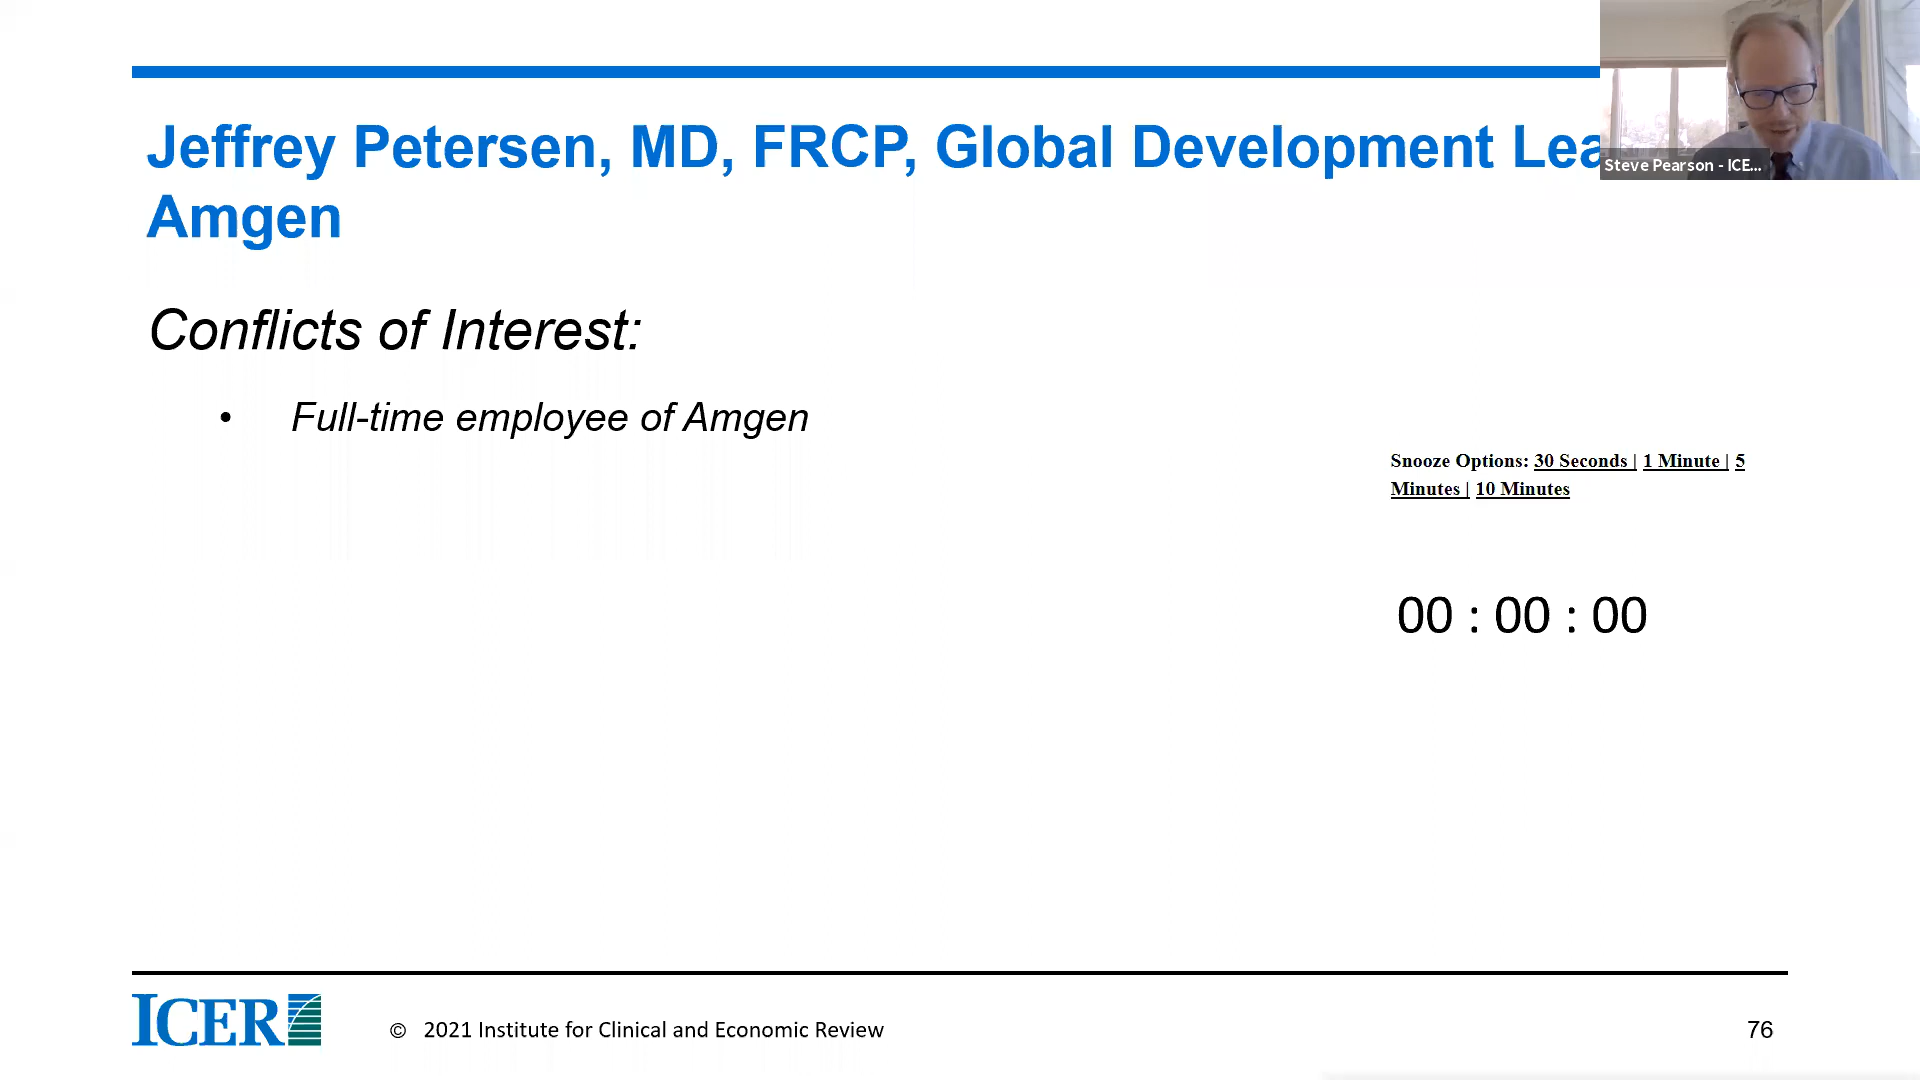 Jeffrey Petersen, MD, FRCP, Global Development
Amgen
Steve Pearson - ICE...
Conflicts of Interest:
• Full-time employee of Amgen
Snooze Options: 30 Seconds | 1 Minute | 5
Minutes | 10 Minutes
00 : 00 : 00
ICER
© 2021 Institute for Clinical and Economic Review
76